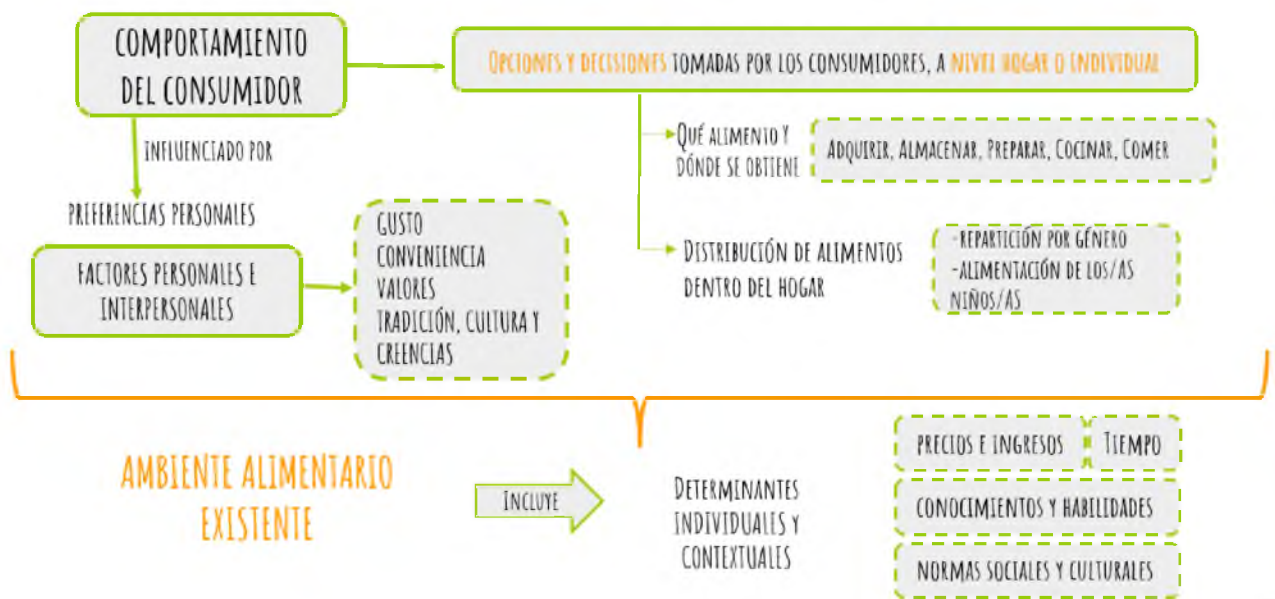 COMPORTAMIENTO
DEL CONSUMIDOR
OPCIONES Y DECISIONES TOMADAS POR LOS CONSUMIDORES, A NIVEL HOGAR O INDIVIDUAL
INFLUENCIADO POR
QUÉ ALIMENTO Y
DÓNDE SE OBTIENE
ADQUIRIR, ALMACENAR, PREPARAR, COCINAR, COMER
PREFERENCIAS PERSONALES
FACTORES PERSONALES E
INTERPERSONALES
GUSTO
CONVENIENCIA
VALORES
TRADICIÓN, CULTURA Y
CREENCIAS
DISTRIBUCIÓN DE ALIMENTOS
DENTRO DEL HOGAR
-REPARTICIÓN POR GÉNERO
-ALIMENTACIÓN DE LOS/AS
NIÑOS/AS
AMBIENTE ALIMENTARIO
EXISTENTE
INCLUYE
DETERMINANTES
INDIVIDUALES Y
CONTEXTUALES
PRECIOS E INGRESOS
TIEMPO
CONOCIMIENTOS Y HABILIDADES
NORMAS SOCIALES Y CULTURALES